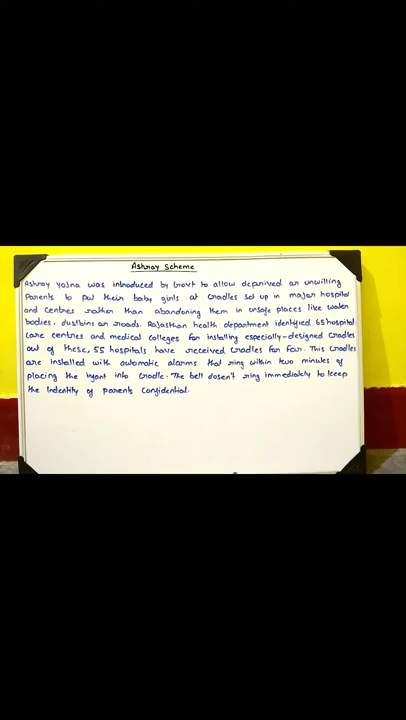 Ashray Scheme
Ashray yojna was introduced by Govt to allow deprived or unwilling
Parents to put their baby girls at cradles set up in major hospital
and centres rather than abandoning them in unsafe places like water
bodies, dustbins or roads. Rajasthan health department identified 65 hospital
care centres and medical colleges for installing especially-designed cradles
out of these, 55 hospitals have received cradles for far. This cradles
are installed with automatic alarms that ring within two minutes of
placing the infant into cradle. The bell dosen't ring immediately to keep
the Indentity of parents confidential.